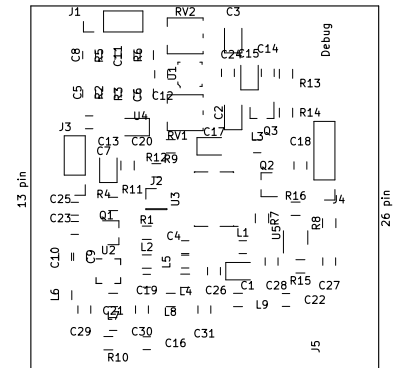 J1 RV2 C3
Debug
C8 R5 C11 R6 U1 C24 C15 C14
R13
C5 R2 R3 C6 C12
C2 R14
U4 RV1 C17 L3 Q3
J3 C13 C20 C18
C7 R12 R9
J2 Q2
R4 R11 U3 R16 J4
C25
C23 Q1 R1 R7 R8
13 pin 26 pin
U2 L2 C4 L1 U5
C10 C9 L5 R15
L6 C19 L4 C26 C1 C28 C27
C21 L7 L8 L9 C22
C29 C30 C31
R10 C16 J5